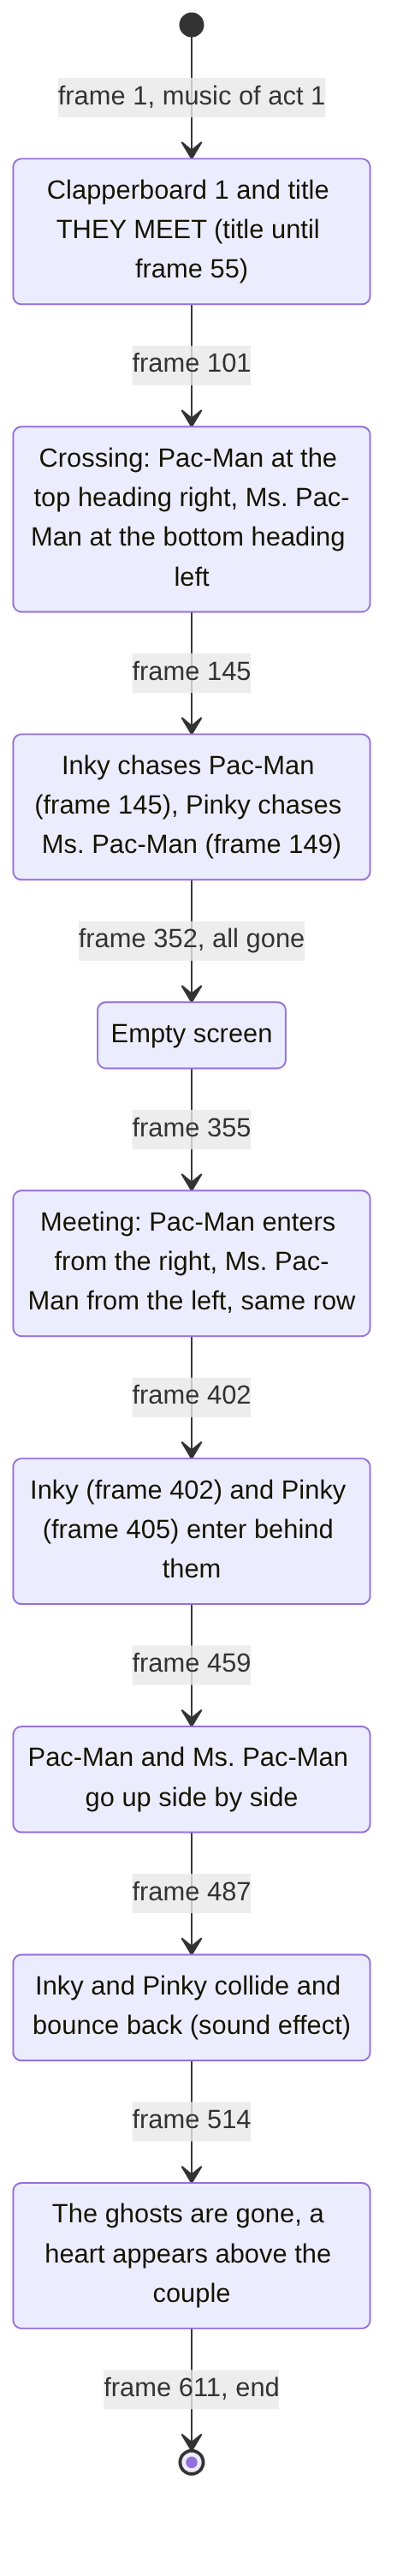 frame 1, music of act 1
Clapperboard 1 and title
THEY MEET (title until
frame 55)
frame 101
Crossing: Pac-Man at the
top heading right, Ms. Pac-
Man at the bottom heading
left
frame 145
Inky chases Pac-Man
(frame 145), Pinky chases
Ms. Pac-Man (frame 149)
frame 352, all gone
Empty screen
frame 355
Meeting: Pac-Man enters
from the right, Ms. Pac-
Man from the left, same row
frame 402
Inky (frame 402) and Pinky
(frame 405) enter behind
them
frame 459
Pac-Man and Ms. Pac-Man
go up side by side
frame 487
Inky and Pinky collide and
bounce back (sound effect)
frame 514
The ghosts are gone, a
heart appears above the
couple
frame 611, end